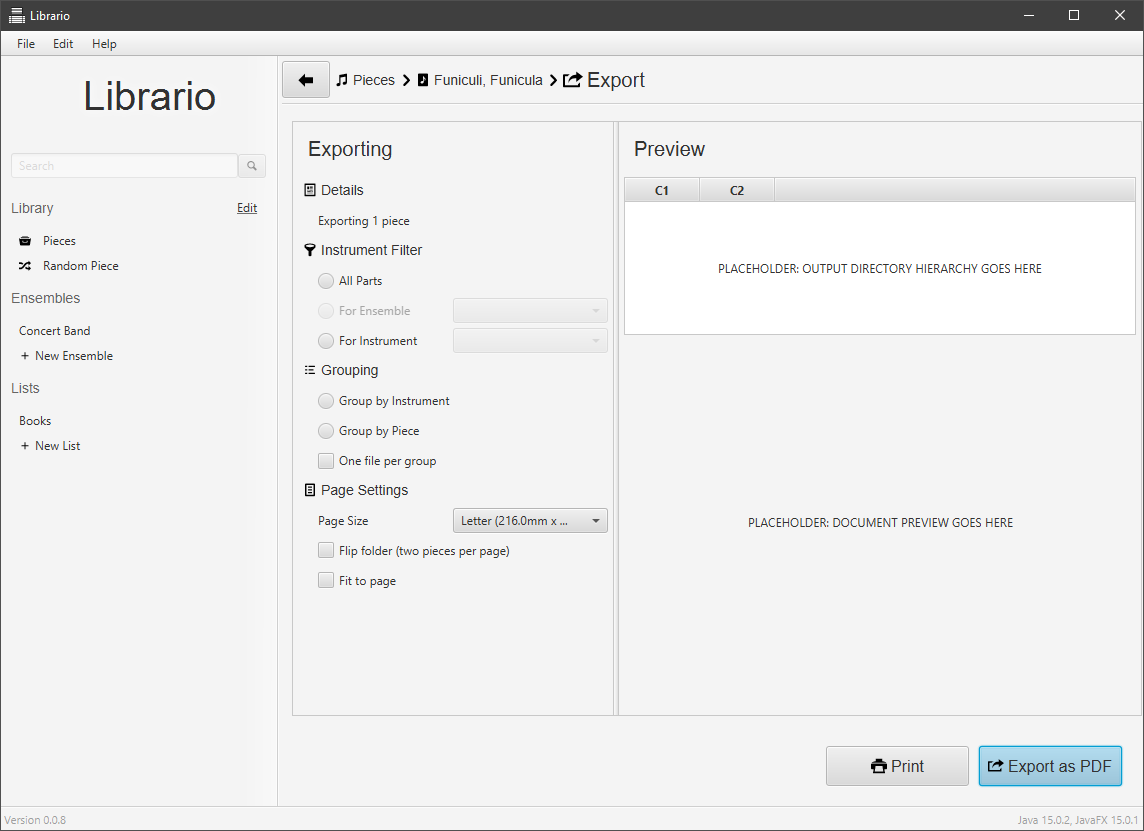 Librario
File Edit Help
Librario
Search
Library Edit
Pieces
Random Piece
Ensembles
Concert Band
+ New Ensemble
Lists
Books
+ New List
Pieces > Funiculi, Funicula > Export
Exporting
Details
Exporting 1 piece
Instrument Filter
All Parts
For Ensemble
For Instrument
Grouping
Group by Instrument
Group by Piece
One file per group
Page Settings
Page Size Letter (216.0mm x ...
Flip folder (two pieces per page)
Fit to page
Preview
C1 C2
PLACEHOLDER: OUTPUT DIRECTORY HIERARCHY GOES HERE
PLACEHOLDER: DOCUMENT PREVIEW GOES HERE
Print Export as PDF
Version 0.0.8 Java 15.0.2, JavaFX 15.0.1